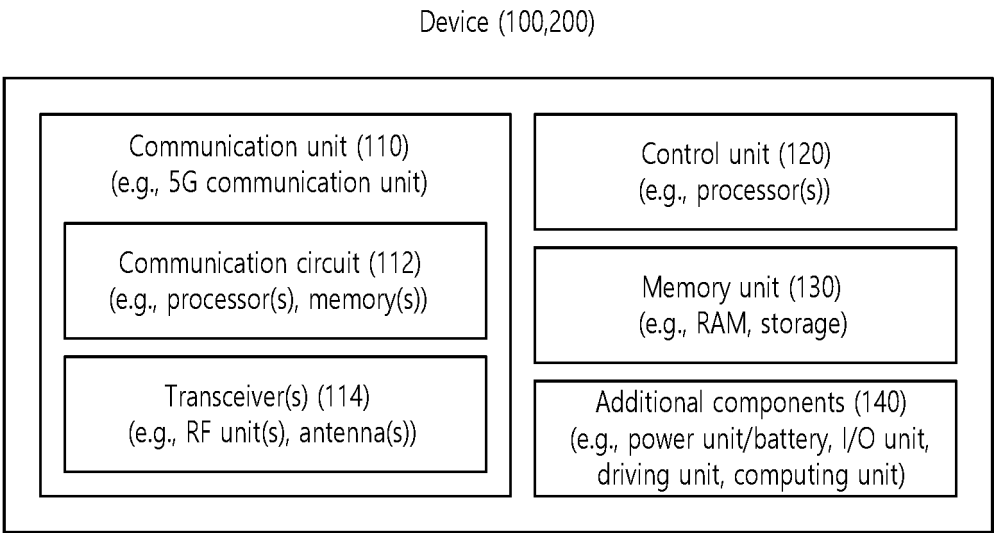 Device (100,200)
Communication unit (110)
(e.g., 5G communication unit)
Communication circuit (112)
(e.g., processor(s), memory(s))
Transceiver(s) (114)
(e.g., RF unit(s), antenna(s))
Control unit (120)
(e.g., processor(s))
Memory unit (130)
(e.g., RAM, storage)
Additional components (140)
(e.g., power unit/battery, I/O unit,
driving unit, computing unit)